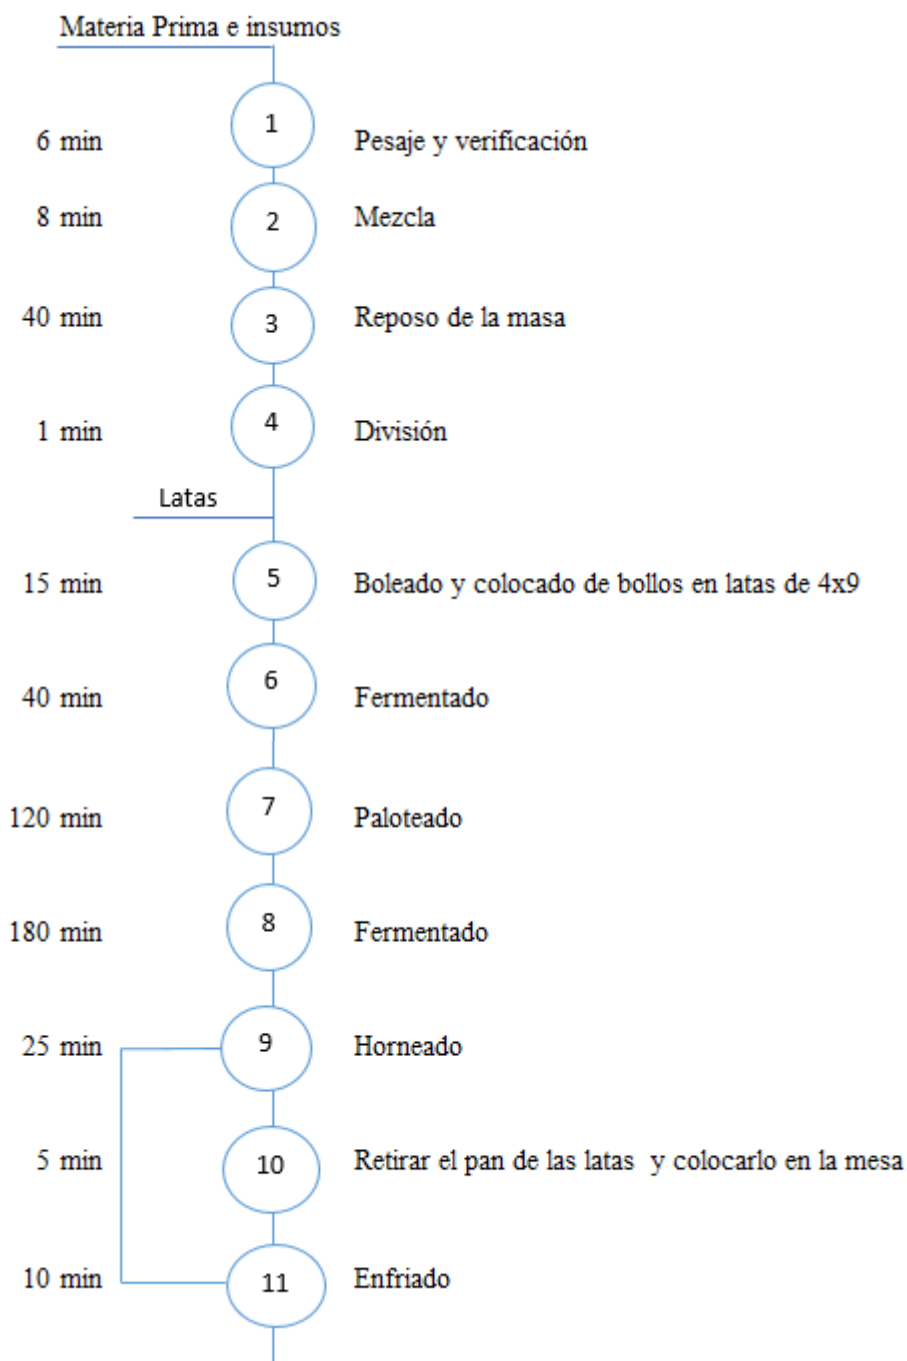 Materia Prima e insumos
6 min 1 Pesaje y verificación
8 min 2 Mezcla
40 min 3 Reposo de la masa
1 min 4 División
Latas
15 min 5 Boleado y colocado de bollos en latas de 4x9
40 min 6 Fermentado
120 min 7 Paloteado
180 min 8 Fermentado
25 min 9 Horneado
5 min 10 Retirar el pan de las latas y colocarlo en la mesa
10 min 11 Enfriado